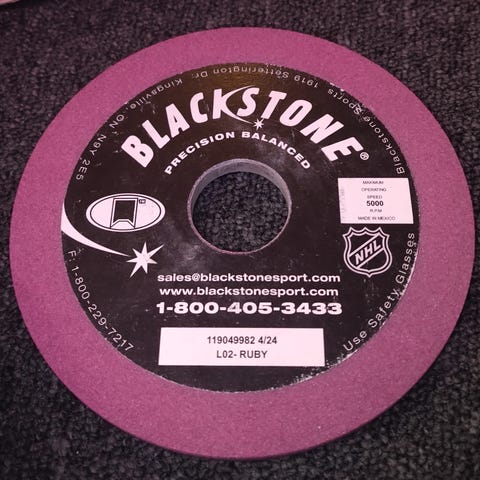 Blackstone Sports 1919 Setterington Dr. Kingsville, ON. N9Y 2E5
BLACKSTONE®
PRECISION BALANCED
MAXIMUM
OPERATING
SPEED
5000
R.P.M
MADE IN MEXICO
NHL
sales@blackstonesport.com
www.blackstonesport.com
1-800-405-3433
119049982 4/24
L02- RUBY
F. 1-800-229-7217
Use Safety Glasses